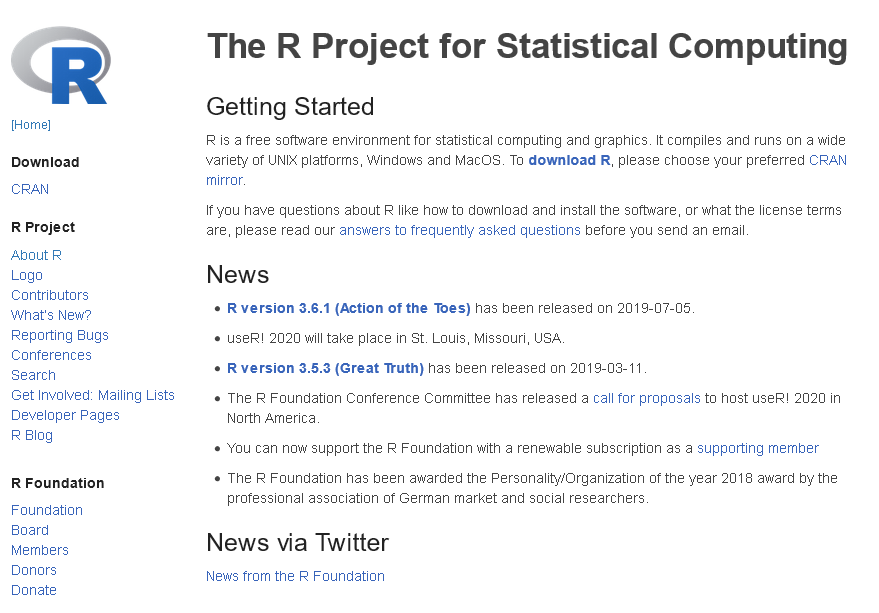 R
[Home]
Download
CRAN
R Project
About R
Logo
Contributors
What's New?
Reporting Bugs
Conferences
Search
Get Involved: Mailing Lists
Developer Pages
R Blog
R Foundation
Foundation
Board
Members
Donors
Donate
The R Project for Statistical Computing
Getting Started
R is a free software environment for statistical computing and graphics. It compiles and runs on a wide
variety of UNIX platforms, Windows and MacOS. To download R, please choose your preferred CRAN
mirror.
If you have questions about R like how to download and install the software, or what the license terms
are, please read our answers to frequently asked questions before you send an email.
News
• R version 3.6.1 (Action of the Toes) has been released on 2019-07-05.
• useR! 2020 will take place in St. Louis, Missouri, USA.
• R version 3.5.3 (Great Truth) has been released on 2019-03-11.
• The R Foundation Conference Committee has released a call for proposals to host useR! 2020 in
North America.
• You can now support the R Foundation with a renewable subscription as a supporting member
• The R Foundation has been awarded the Personality/Organization of the year 2018 award by the
professional association of German market and social researchers.
News via Twitter
News from the R Foundation